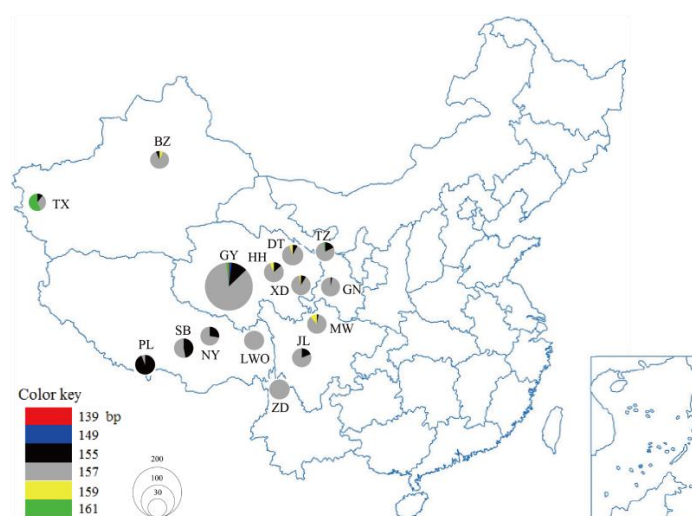 BZ
TX
DT
TZ
GY
HH
XD
GN
MW
SB
NY
LWO
JL
PL
ZD
Color key
139 bp
149
155
157
159
161
200
100
30